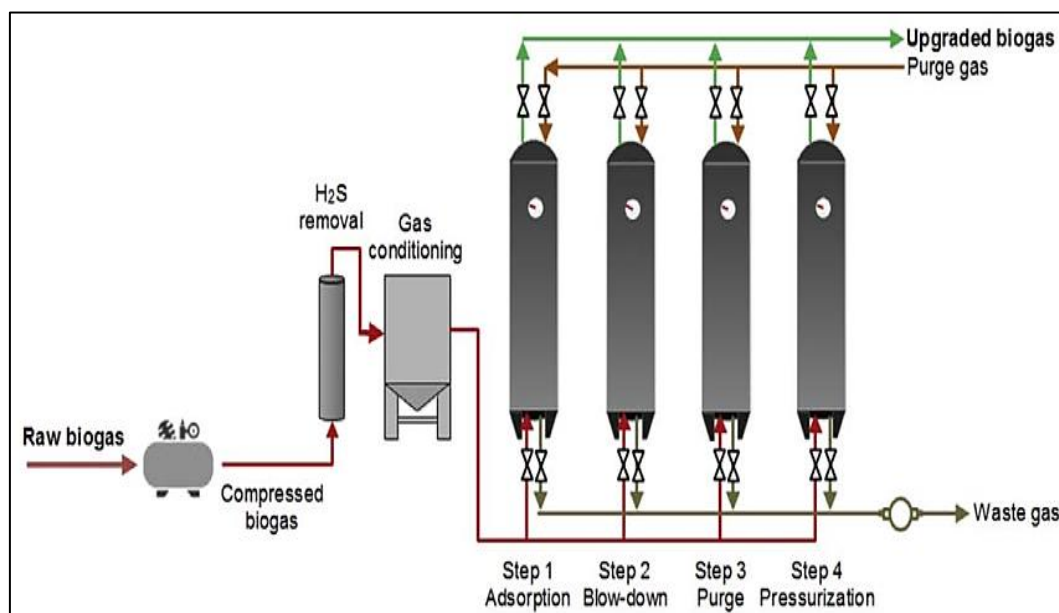 Upgraded biogas
Purge gas
H₂S
removal
Gas
conditioning
Raw biogas
Compressed
biogas
Waste gas
Step 1
Adsorption
Step 2
Blow-down
Step 3
Purge
Step 4
Pressurization